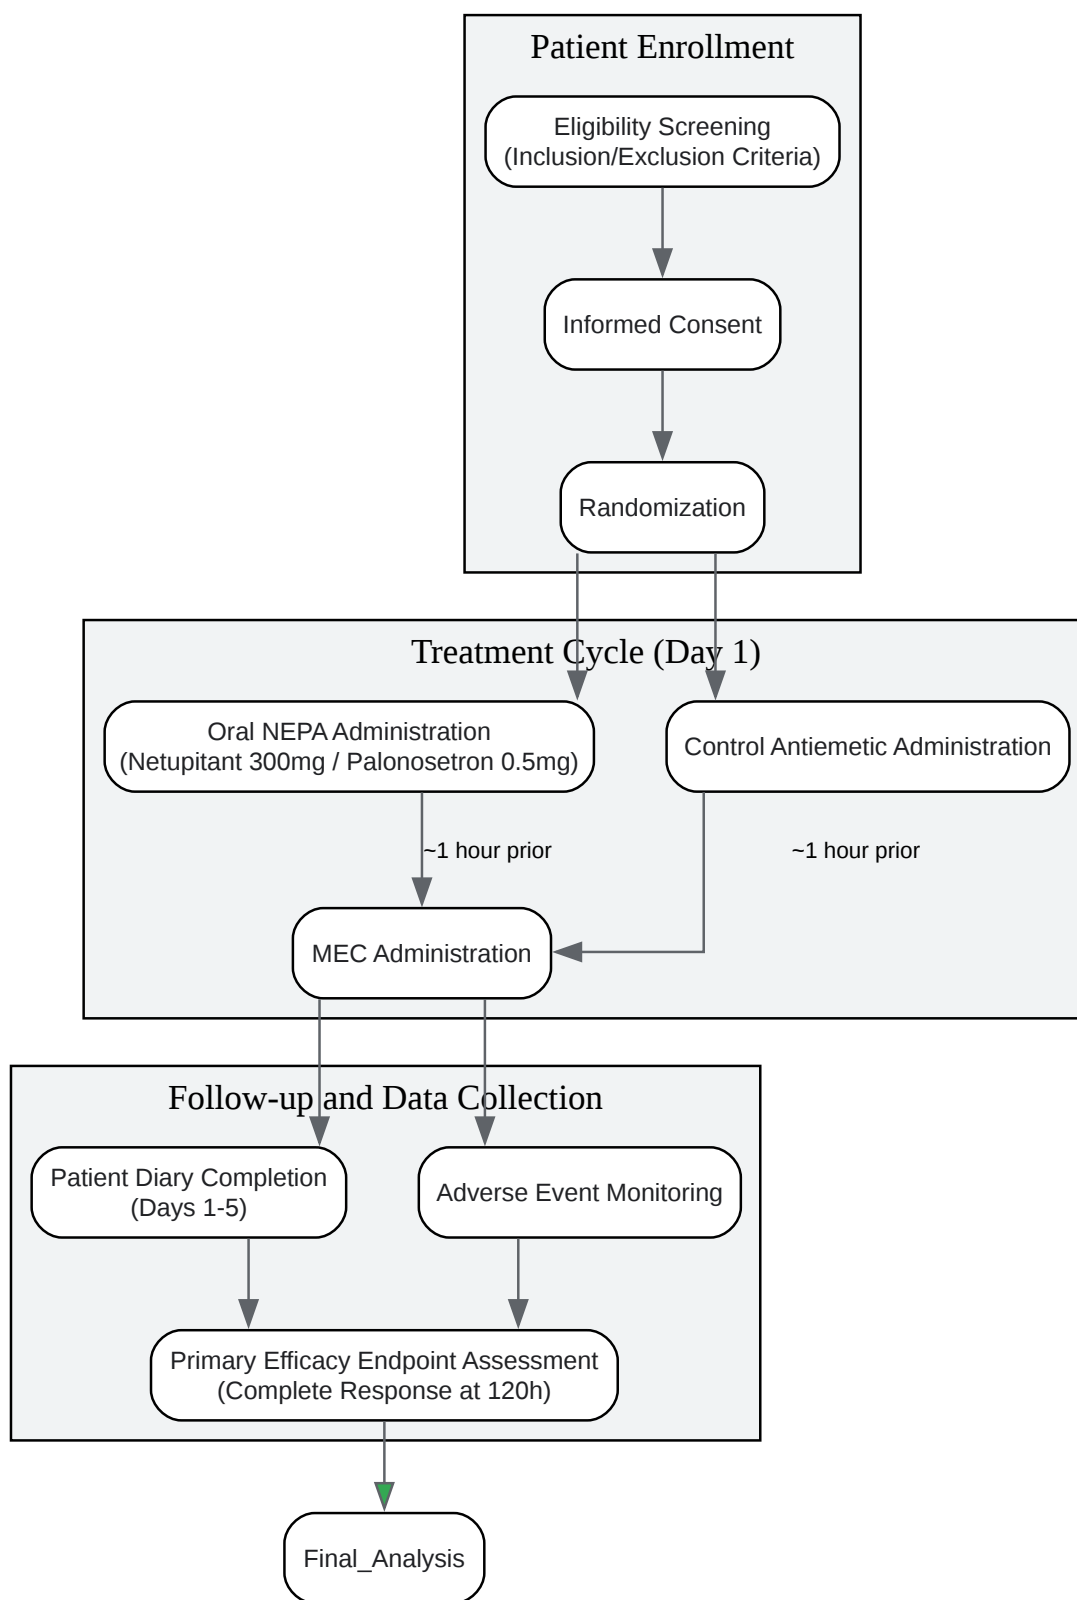 Patient Enrollment
Eligibility Screening
(Inclusion/Exclusion Criteria)
Informed Consent
Randomization
Treatment Cycle (Day 1)
Oral NEPA Administration
(Netupitant 300mg / Palonosetron 0.5mg)
Control Antiemetic Administration
~1 hour prior
~1 hour prior
MEC Administration
Follow-up and Data Collection
Patient Diary Completion
(Days 1-5)
Adverse Event Monitoring
Primary Efficacy Endpoint Assessment
(Complete Response at 120h)
Final_Analysis